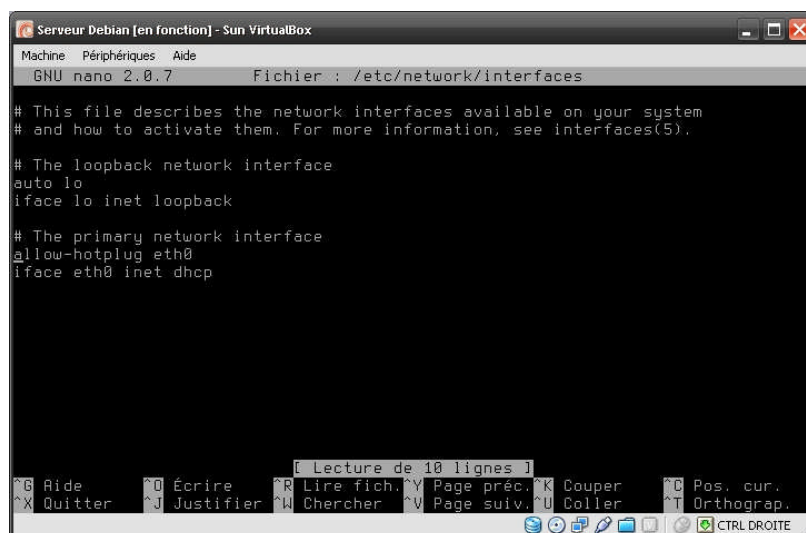 Serveur Debian [en fonction] - Sun VirtualBox
Machine Périphériques Aide
GNU nano 2.0.7 Fichier : /etc/network/interfaces
# This file describes the network interfaces available on your system
# and how to activate them. For more information, see interfaces(5).
# The loopback network interface
auto lo
iface lo inet loopback
# The primary network interface
allow-hotplug eth0
iface eth0 inet dhcp
[ Lecture de 10 lignes ]
^G Aide ^O Écrire ^R Lire fich. ^Y Page préc. ^K Couper ^C Pos. cur.
^X Quitter ^J Justifier ^W Chercher ^V Page suiv. ^U Coller ^T Orthograp.
CTRL DROITE